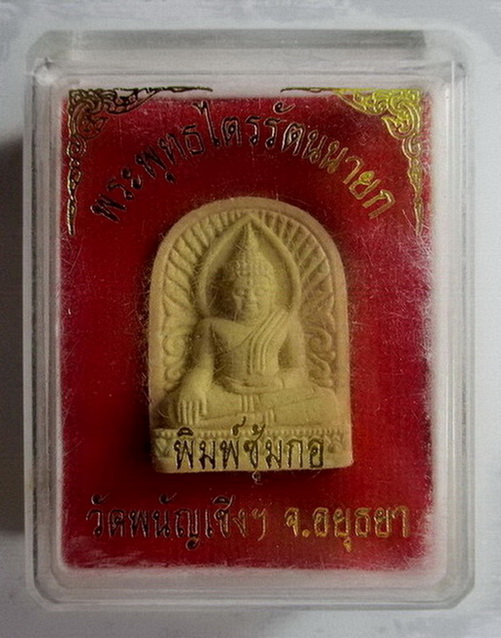 พระพุทธไตรรัตนนายก
พิมพ์ซุ้มกอ
วัดพนัญเชิงฯ จ.อยุธยา